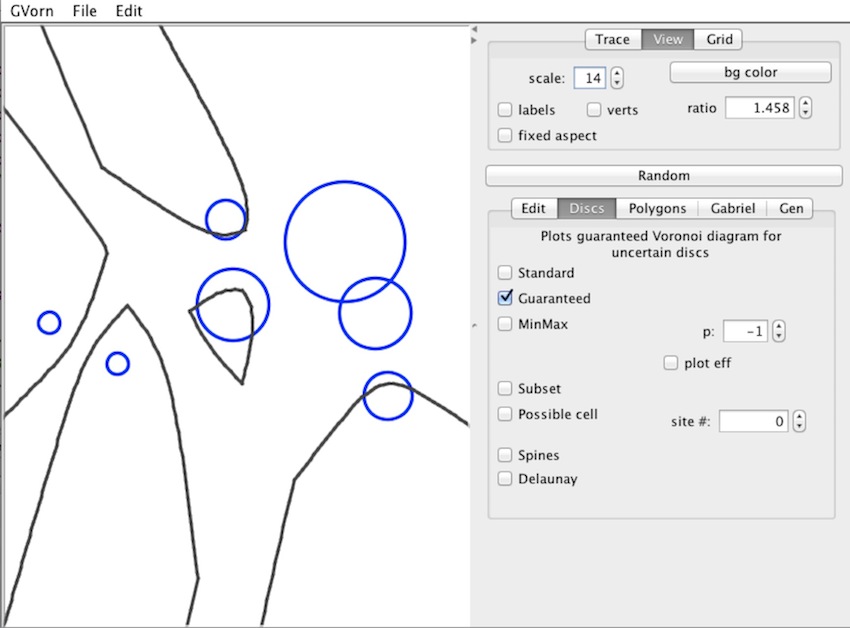 GVorn File Edit
Trace View Grid
scale: 14 bg color
labels verts ratio 1.458
fixed aspect
Random
Edit Discs Polygons Gabriel Gen
Plots guaranteed Voronoi diagram for
uncertain discs
Standard
Guaranteed
MinMax p: -1
plot eff
Subset
Possible cell site #: 0
Spines
Delaunay